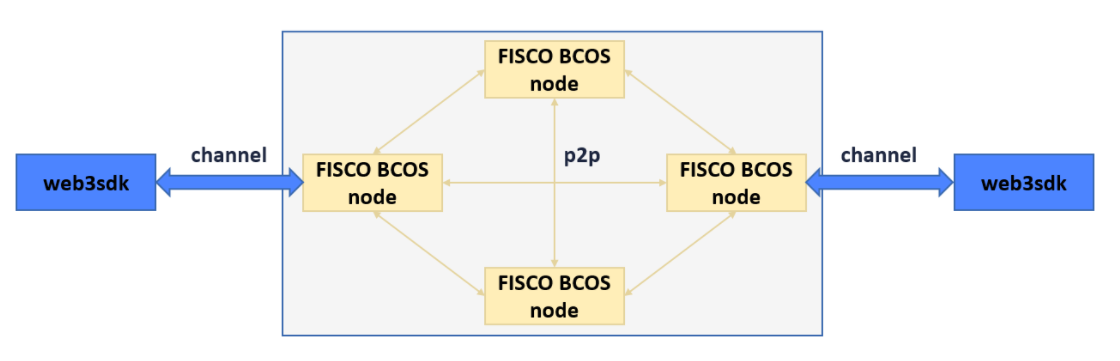 FISCO BCOS
node
channel
FISCO BCOS
node
p2p
FISCO BCOS
node
channel
web3sdk
web3sdk
FISCO BCOS
node